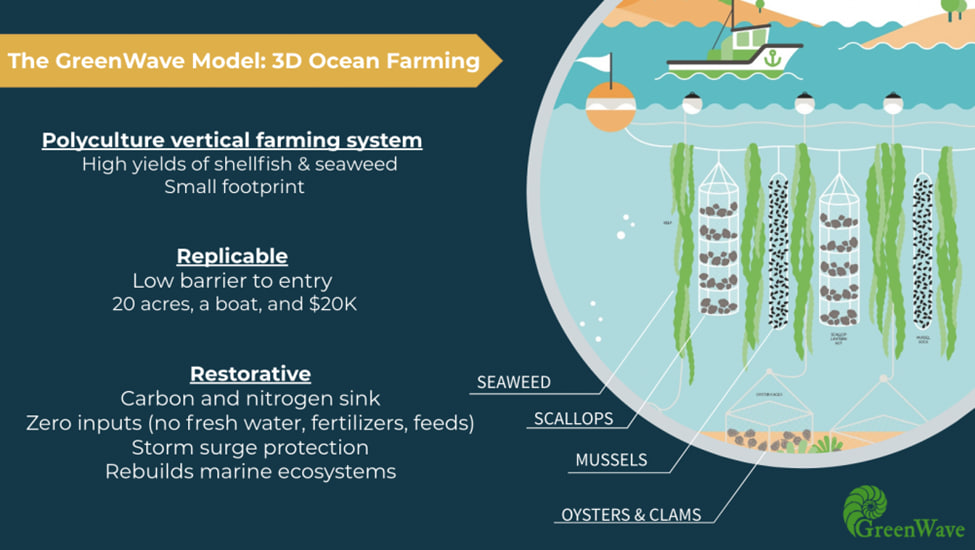 The GreenWave Model: 3D Ocean Farming
Polyculture vertical farming system
High yields of shellfish & seaweed
Small footprint
Replicable
Low barrier to entry
20 acres, a boat, and $20K
Restorative
Carbon and nitrogen sink
Zero inputs (no fresh water, fertilizers, feeds)
Storm surge protection
Rebuilds marine ecosystems
KELP
SCALLOP
LANTERN
NET
MUSSEL
SOCK
OYSTER CAGES
SEAWEED
SCALLOPS
MUSSELS
OYSTERS & CLAMS
GreenWave